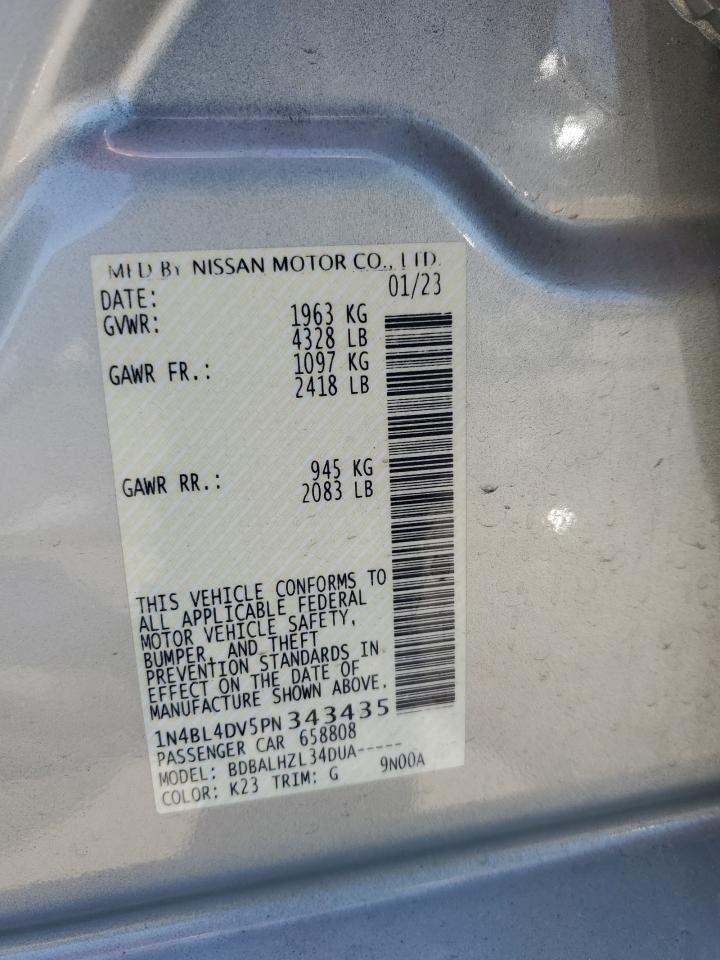 MFD BY NISSAN MOTOR CO., LTD.
DATE: 01/23
GVWR: 1963 KG
4328 LB
GAWR FR.: 1097 KG
2418 LB
GAWR RR.: 945 KG
2083 LB
THIS VEHICLE CONFORMS TO
ALL APPLICABLE FEDERAL
MOTOR VEHICLE SAFETY,
BUMPER, AND THEFT
PREVENTION STANDARDS IN
EFFECT ON THE DATE OF
MANUFACTURE SHOWN ABOVE.
1N4BL4DV5PN343435
PASSENGER CAR 658808
MODEL: BDBALHZL34DUA-----
COLOR: K23 TRIM: G 9N00A